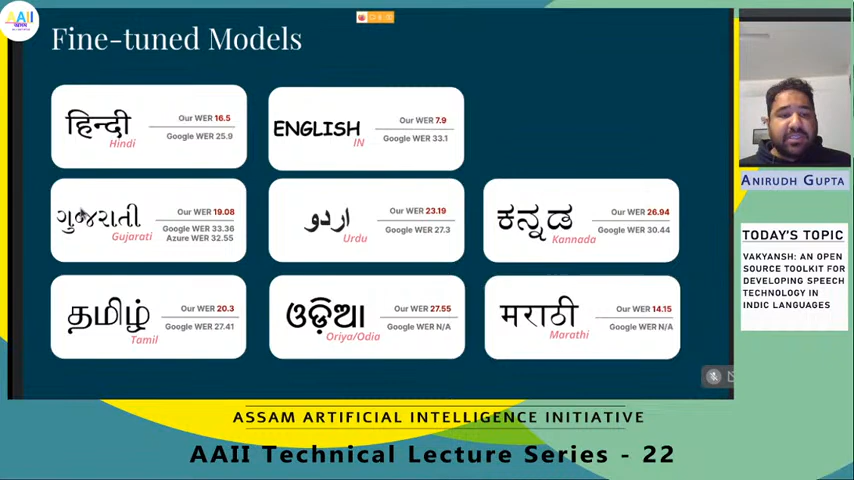 AAII
Fine-tuned Models
हिन्दी
Hindi
Our WER 16.5
Google WER 25.9
ENGLISH
IN
Our WER 7.9
Google WER 33.1
ગુજરાતી
Gujarati
Our WER 19.08
Google WER 33.36
Azure WER 32.55
اردو
Urdu
Our WER 23.19
Google WER 27.3
ಕನ್ನಡ
Kannada
Our WER 26.94
Google WER 30.44
தமிழ்
Tamil
Our WER 20.3
Google WER 27.41
ଓଡ଼ିଆ
Oriya/Odia
Our WER 27.55
Google WER N/A
मराठी
Marathi
Our WER 14.15
Google WER N/A
ANIRUDH GUPTA
TODAY'S TOPIC
VAKYANSH: AN OPEN
SOURCE TOOLKIT FOR
DEVELOPING SPEECH
TECHNOLOGY IN
INDIC LANGUAGES
ASSAM ARTIFICIAL INTELLIGENCE INITIATIVE
AAII Technical Lecture Series - 22